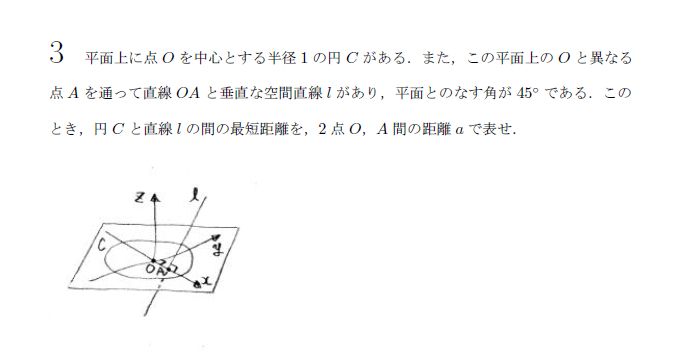 3 平面上に点 O を中心とする半径 1 の円 C がある．また，この平面上の O と異なる
点 A を通って直線 OA と垂直な空間直線 l があり，平面とのなす角が 45° である．この
とき，円 C と直線 l の間の最短距離を，2 点 O，A 間の距離 a で表せ．
z l
C y
O A x